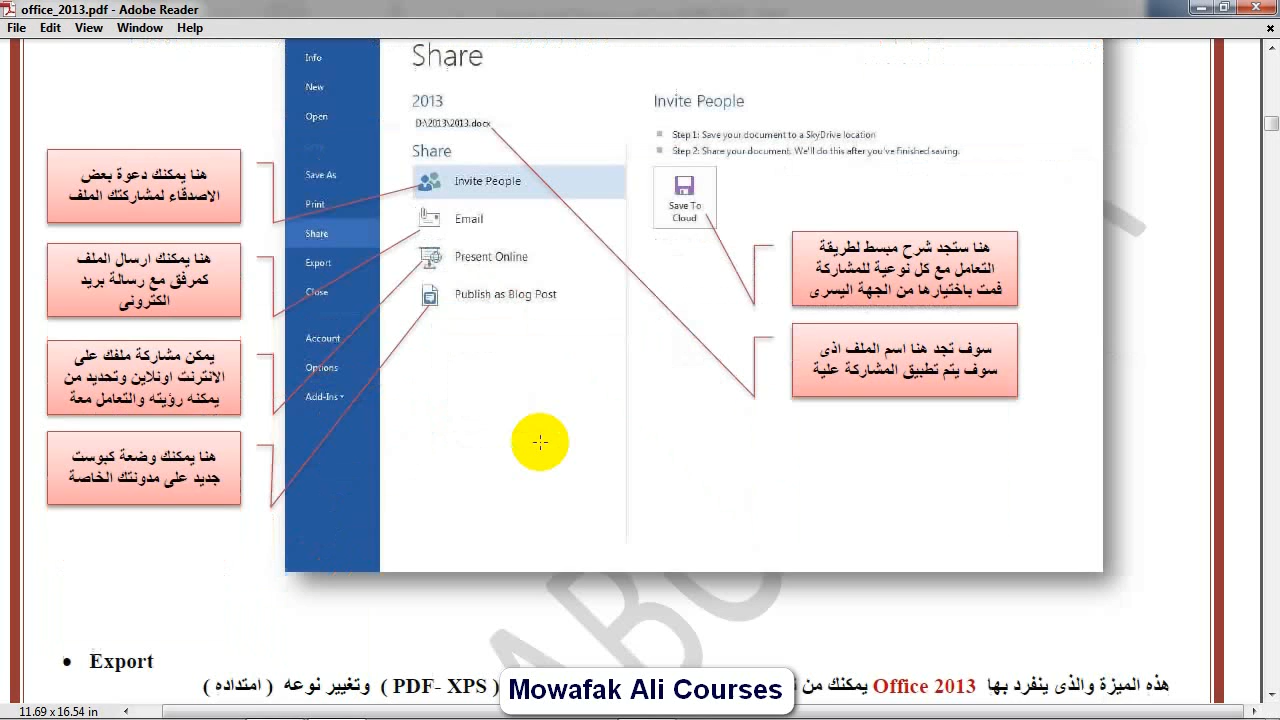 office_2013.pdf - Adobe Reader
File Edit View Window Help
Info
New
Open
Save As
Print
Share
Export
Close
Account
Options
Add-Ins
Share
2013
D:\2013\2013.docx
Share
Invite People
Email
Present Online
Publish as Blog Post
Invite People
Step 1: Save your document to a SkyDrive location
Step 2: Share your document. We'll do this after you've finished saving.
Save To
Cloud
هنا يمكنك دعوة بعض
الاصدقاء لمشاركتك الملف
هنا يمكنك ارسال الملف
كمرفق مع رسالة بريد
الكترونى
يمكن مشاركة ملفك على
الانترنت اونلاين وتحديد من
يمكنه رؤيته والتعامل معة
هنا يمكنك وضعة كبوست
جديد على مدونتك الخاصة
هنا ستجد شرح مبسط لطريقة
التعامل مع كل نوعية للمشاركة
قمت باختيارها من الجهة اليسرى
سوف تجد هنا اسم الملف اذى
سوف يتم تطبيق المشاركة علية
• Export
هذه الميزة والذى ينفرد بها Office 2013 يمكنك من ( PDF- XPS ) وتغيير نوعه ( امتداده )
Mowafak Ali Courses
11.69 x 16.54 in